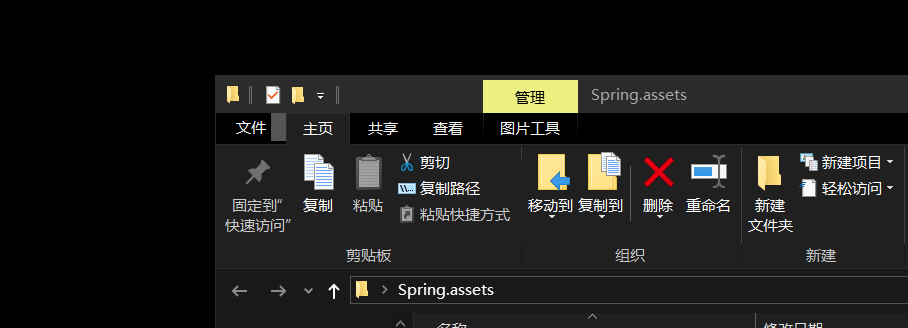 管理 Spring.assets
文件 主页 共享 查看 图片工具
固定到"
快速访问"
复制
粘贴
剪切
复制路径
粘贴快捷方式
移动到
复制到
删除
重命名
新建
文件夹
新建项目
轻松访问
剪贴板 组织 新建
Spring.assets
名称 修改日期